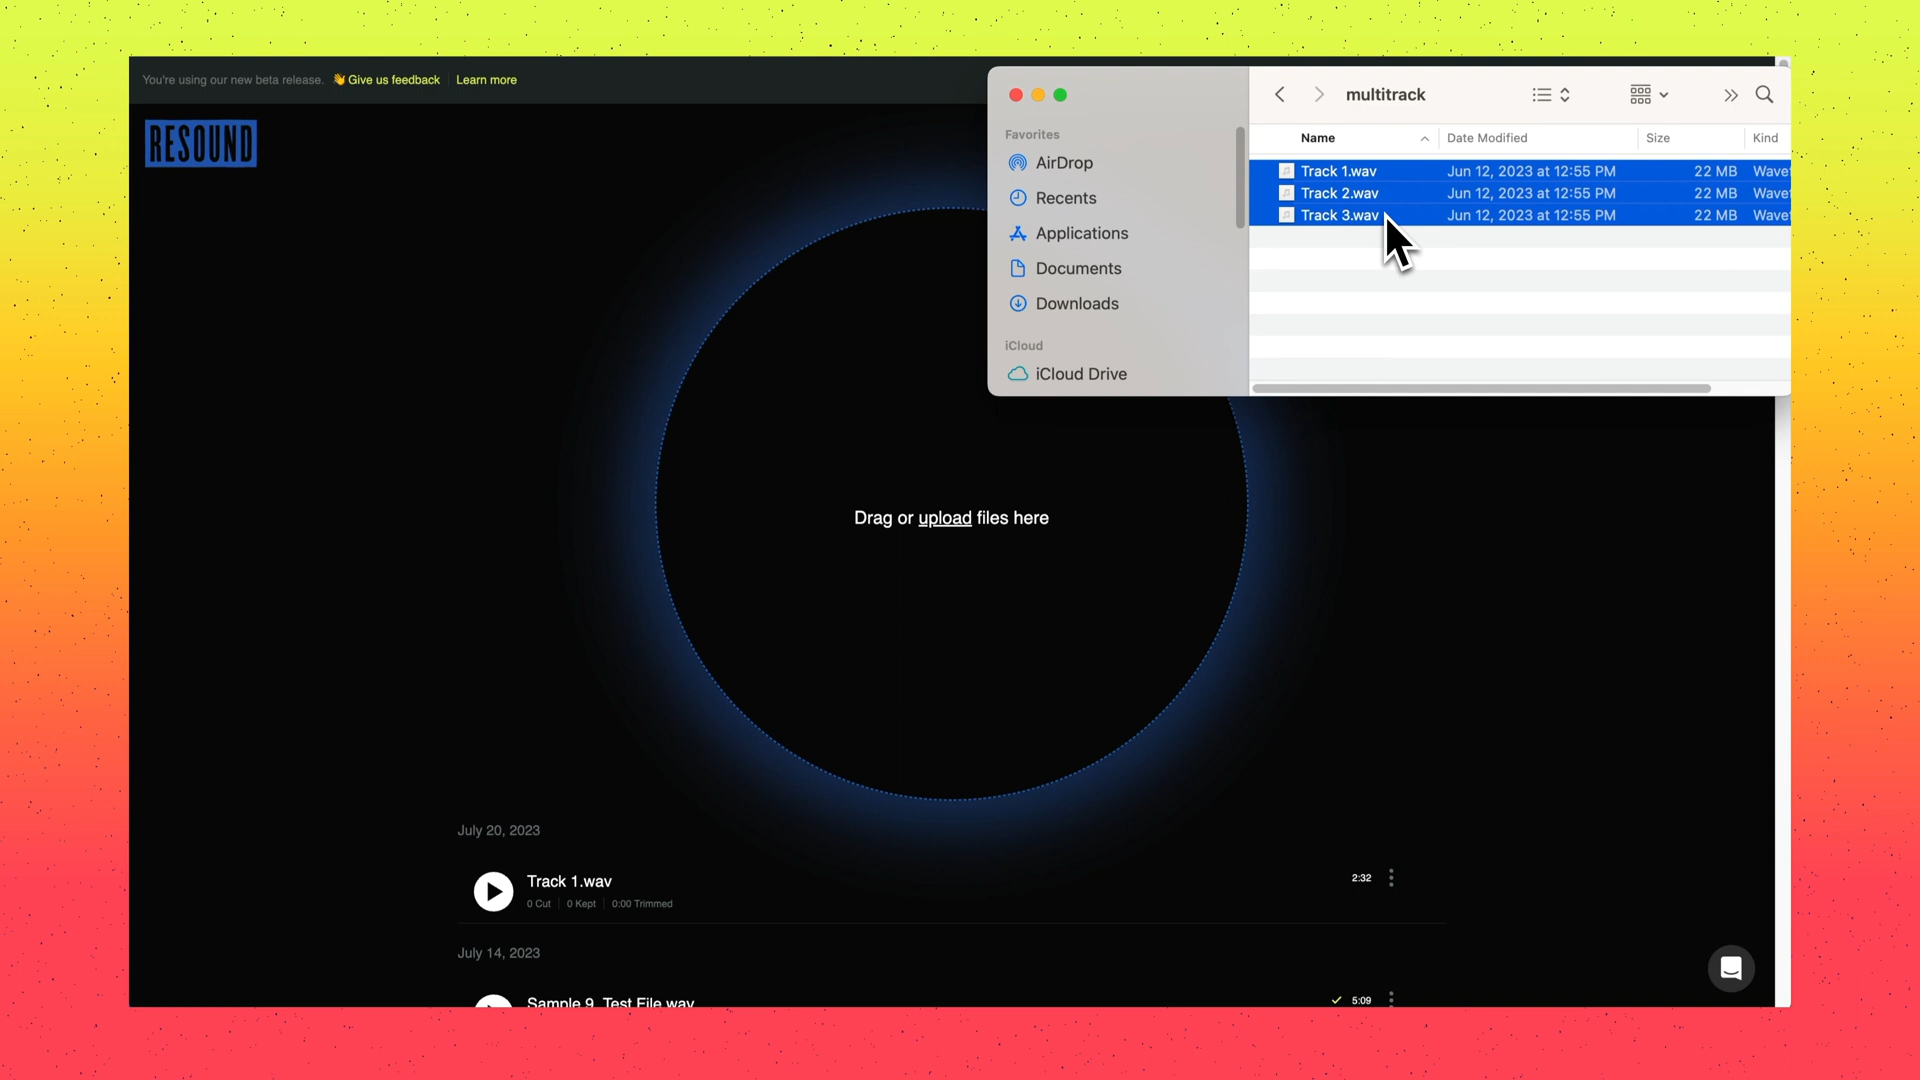 You're using our new beta release. 👋 Give us feedback Learn more
RESOUND
multitrack
Favorites
AirDrop
Recents
Applications
Documents
Downloads
iCloud
iCloud Drive
Name Date Modified Size Kind
Track 1.wav Jun 12, 2023 at 12:55 PM 22 MB Wave
Track 2.wav Jun 12, 2023 at 12:55 PM 22 MB Wave
Track 3.wav Jun 12, 2023 at 12:55 PM 22 MB Wave
Drag or upload files here
July 20, 2023
Track 1.wav 2:32
0 Cut 0 Kept 0:00 Trimmed
July 14, 2023
Sample 9 Test File.wav 5:09